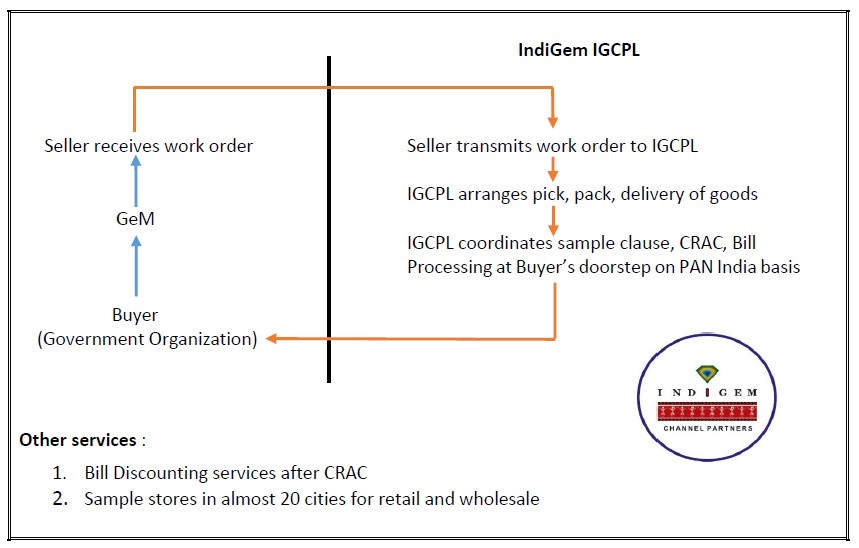 IndiGem IGCPL
Seller receives work order
GeM
Buyer
(Government Organization)
Seller transmits work order to IGCPL
IGCPL arranges pick, pack, delivery of goods
IGCPL coordinates sample clause, CRAC, Bill
Processing at Buyer’s doorstep on PAN India basis
INDIGEM
CHANNEL PARTNERS
Other services :
1. Bill Discounting services after CRAC
2. Sample stores in almost 20 cities for retail and wholesale